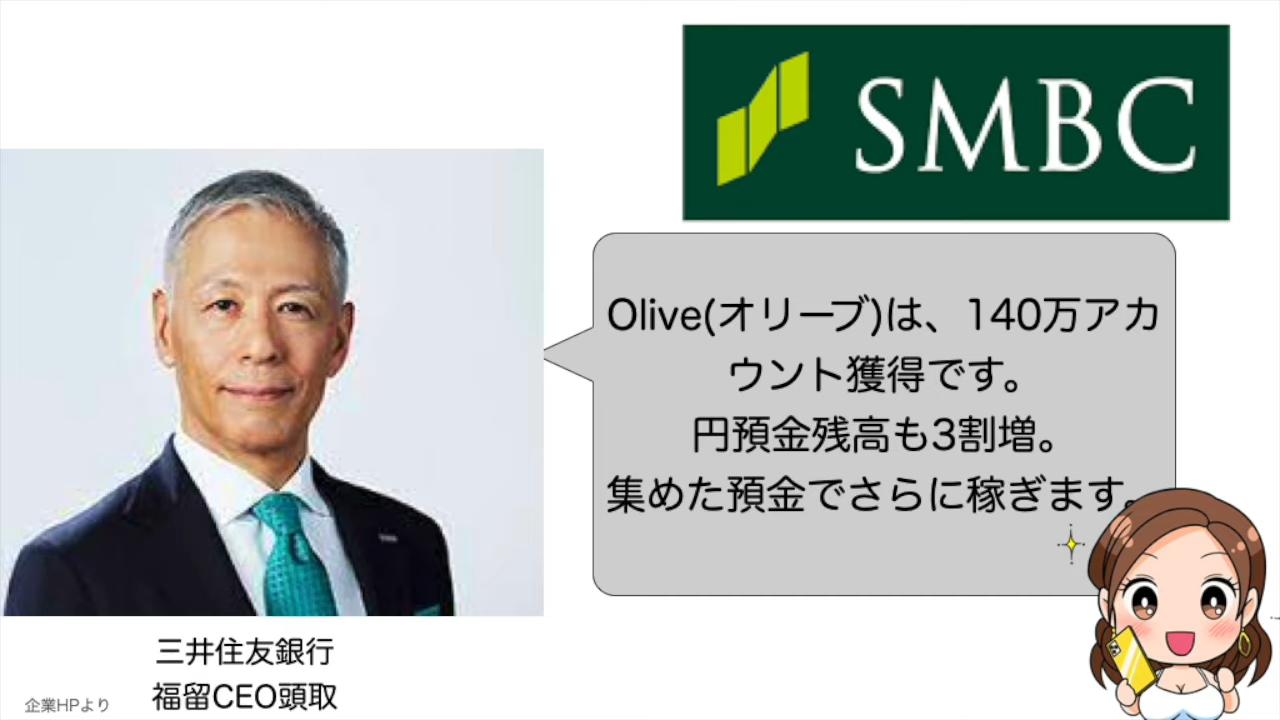 SMBC
Olive(オリーブ)は、140万アカ
ウント獲得です。
円預金残高も3割増。
集めた預金でさらに稼ぎます。
三井住友銀行
福留CEO頭取
企業HPより